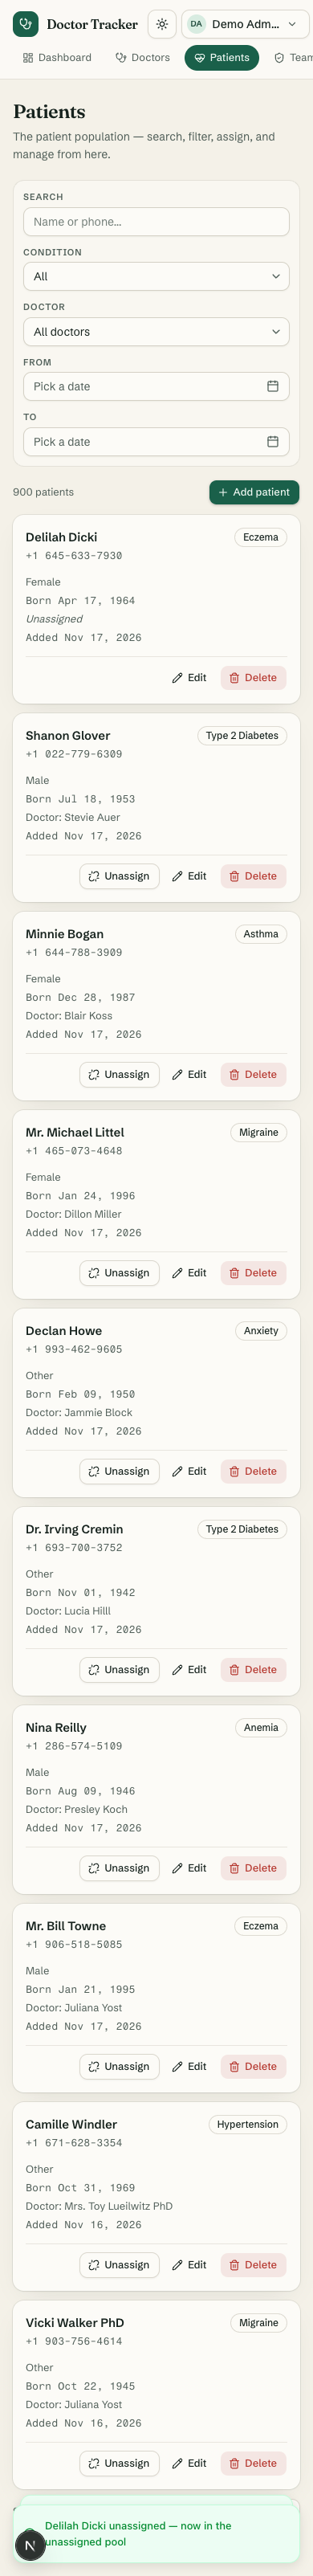 Doctor Tracker
DA Demo Adm...
Dashboard Doctors Patients Team
Patients
The patient population — search, filter, assign, and
manage from here.
SEARCH
Name or phone...
CONDITION
All
DOCTOR
All doctors
FROM
Pick a date
TO
Pick a date
900 patients + Add patient
Delilah Dicki Eczema
+1 645-633-7930
Female
Born Apr 17, 1964
Unassigned
Added Nov 17, 2026
Edit Delete
Shanon Glover Type 2 Diabetes
+1 022-779-6309
Male
Born Jul 18, 1953
Doctor: Stevie Auer
Added Nov 17, 2026
Unassign Edit Delete
Minnie Bogan Asthma
+1 644-788-3909
Female
Born Dec 28, 1987
Doctor: Blair Koss
Added Nov 17, 2026
Unassign Edit Delete
Mr. Michael Littel Migraine
+1 465-073-4648
Female
Born Jan 24, 1996
Doctor: Dillon Miller
Added Nov 17, 2026
Unassign Edit Delete
Declan Howe Anxiety
+1 993-462-9605
Other
Born Feb 09, 1950
Doctor: Jammie Block
Added Nov 17, 2026
Unassign Edit Delete
Dr. Irving Cremin Type 2 Diabetes
+1 693-700-3752
Other
Born Nov 01, 1942
Doctor: Lucia Hilll
Added Nov 17, 2026
Unassign Edit Delete
Nina Reilly Anemia
+1 286-574-5109
Male
Born Aug 09, 1946
Doctor: Presley Koch
Added Nov 17, 2026
Unassign Edit Delete
Mr. Bill Towne Eczema
+1 906-518-5085
Male
Born Jan 21, 1995
Doctor: Juliana Yost
Added Nov 17, 2026
Unassign Edit Delete
Camille Windler Hypertension
+1 671-628-3354
Other
Born Oct 31, 1969
Doctor: Mrs. Toy Lueilwitz PhD
Added Nov 16, 2026
Unassign Edit Delete
Vicki Walker PhD Migraine
+1 903-756-4614
Other
Born Oct 22, 1945
Doctor: Juliana Yost
Added Nov 16, 2026
Unassign Edit Delete
Delilah Dicki unassigned — now in the
unassigned pool
N